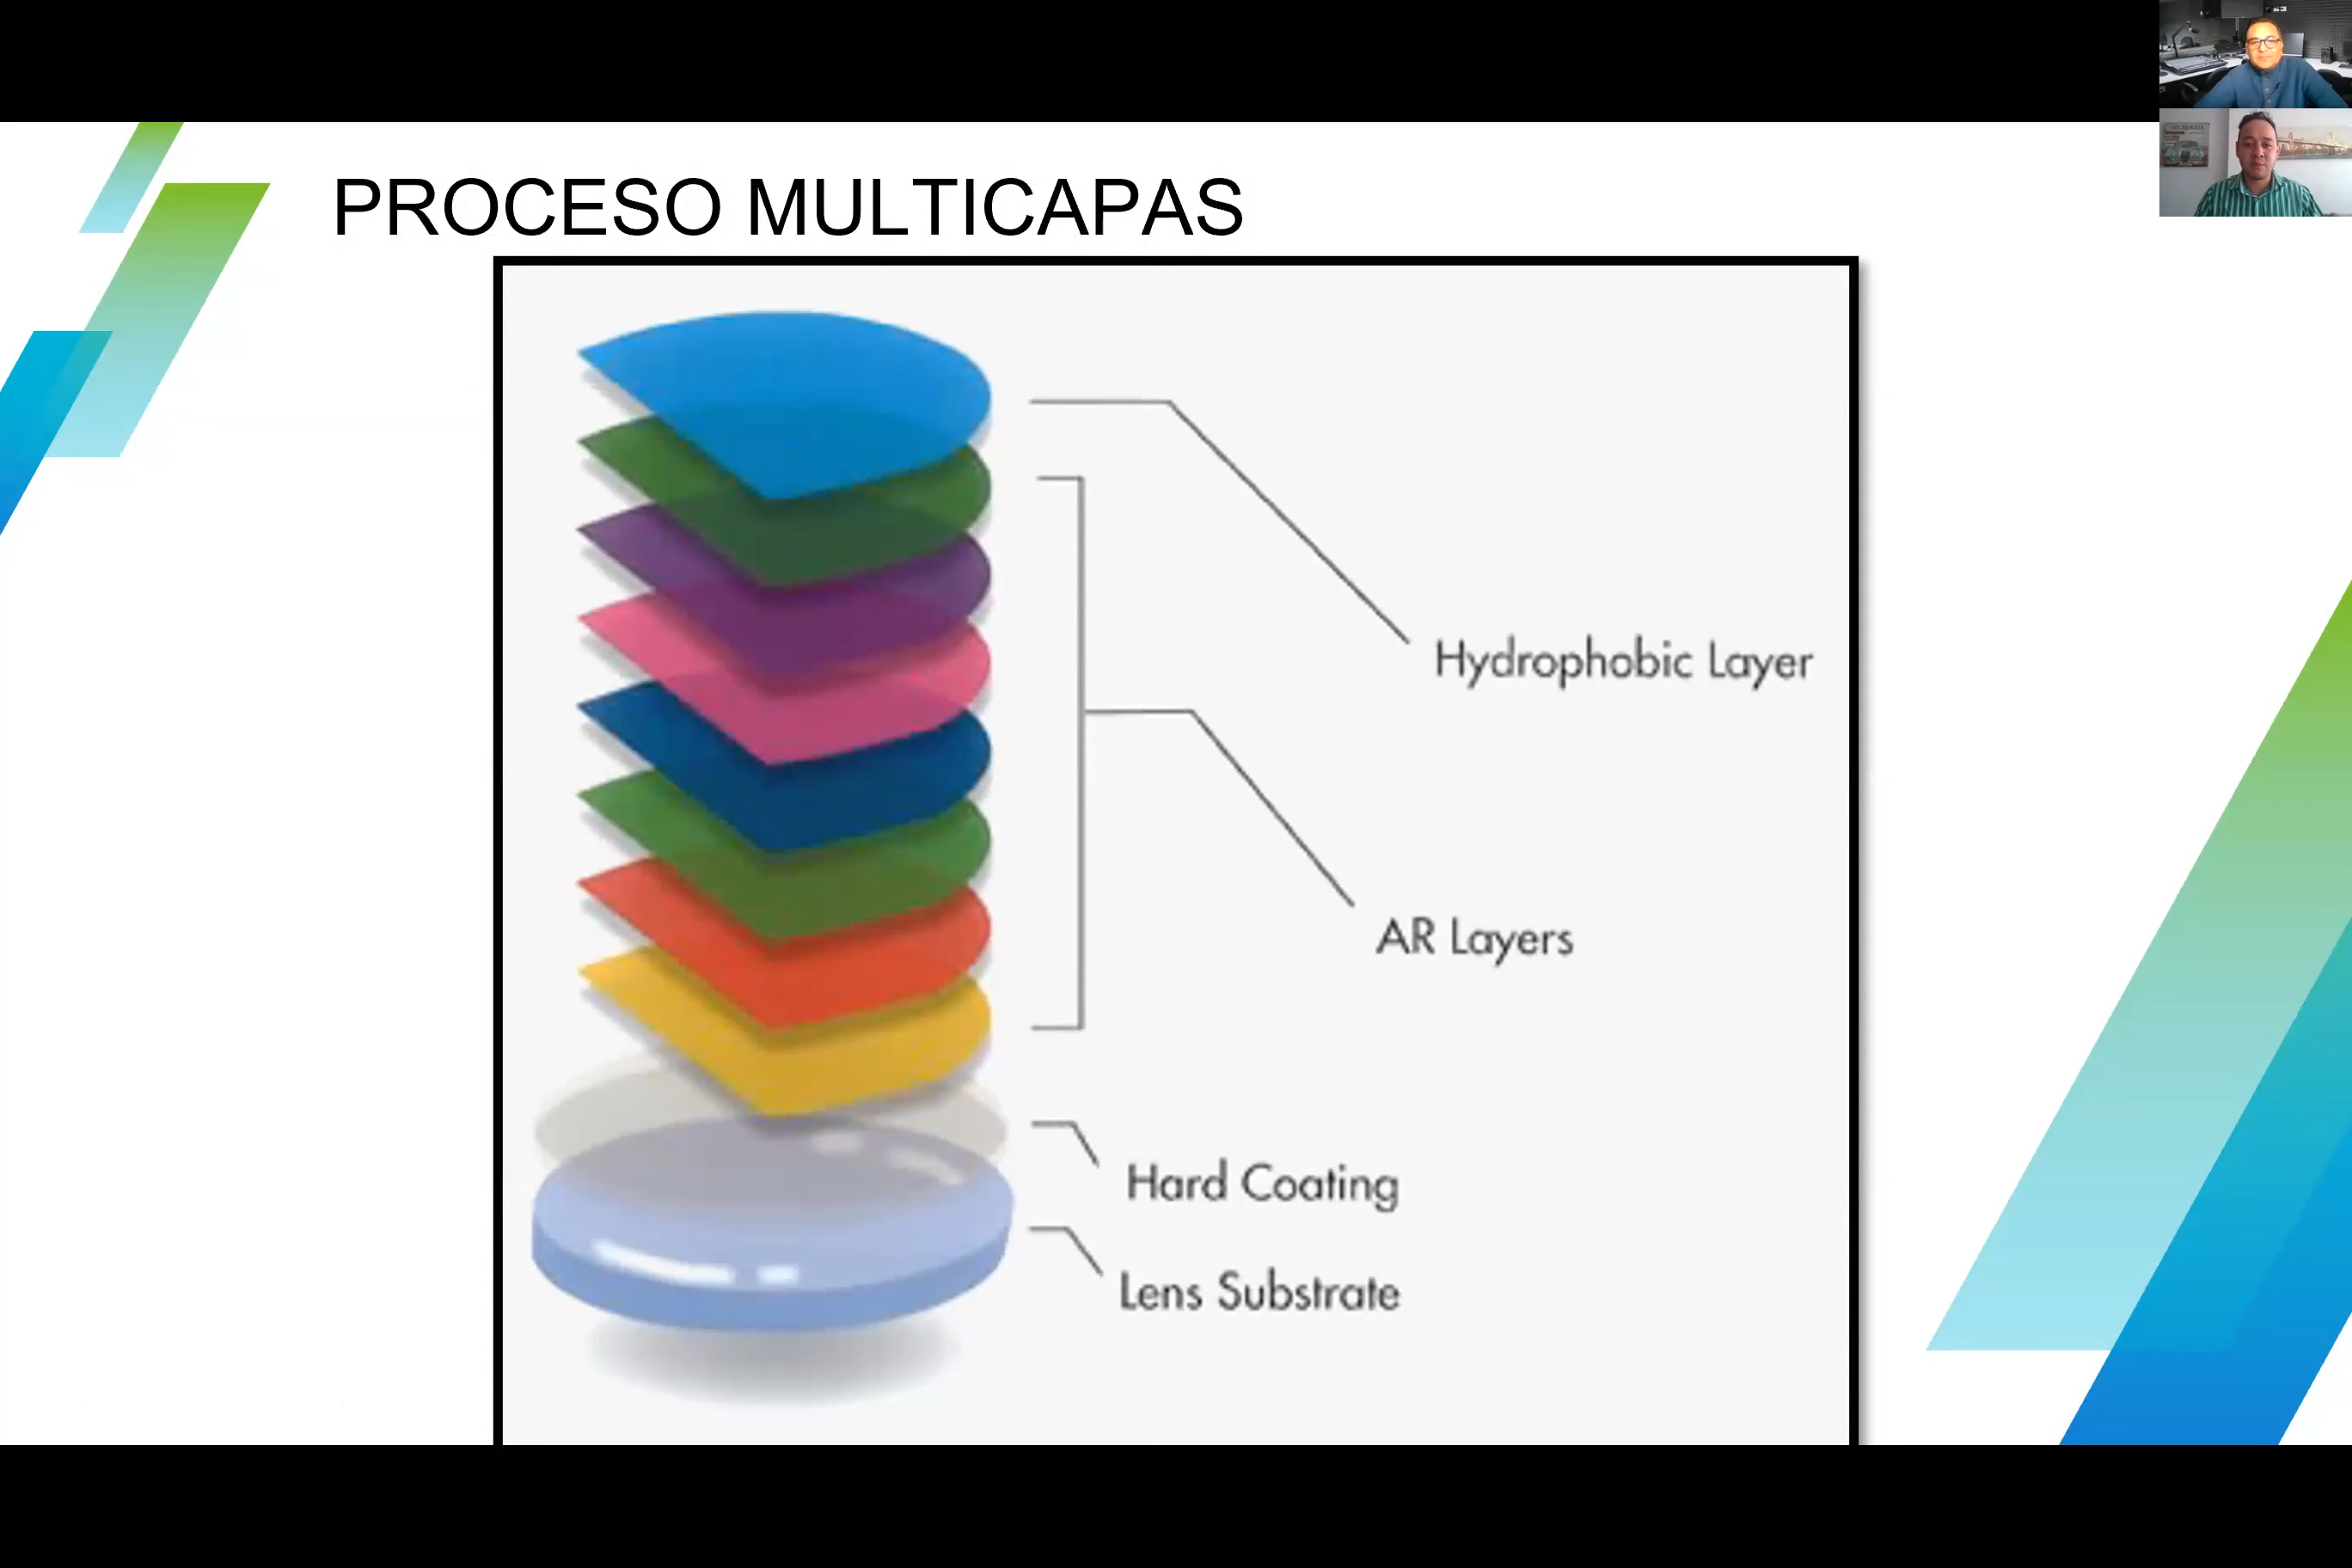 PROCESO MULTICAPAS
Hydrophobic Layer
AR Layers
Hard Coating
Lens Substrate